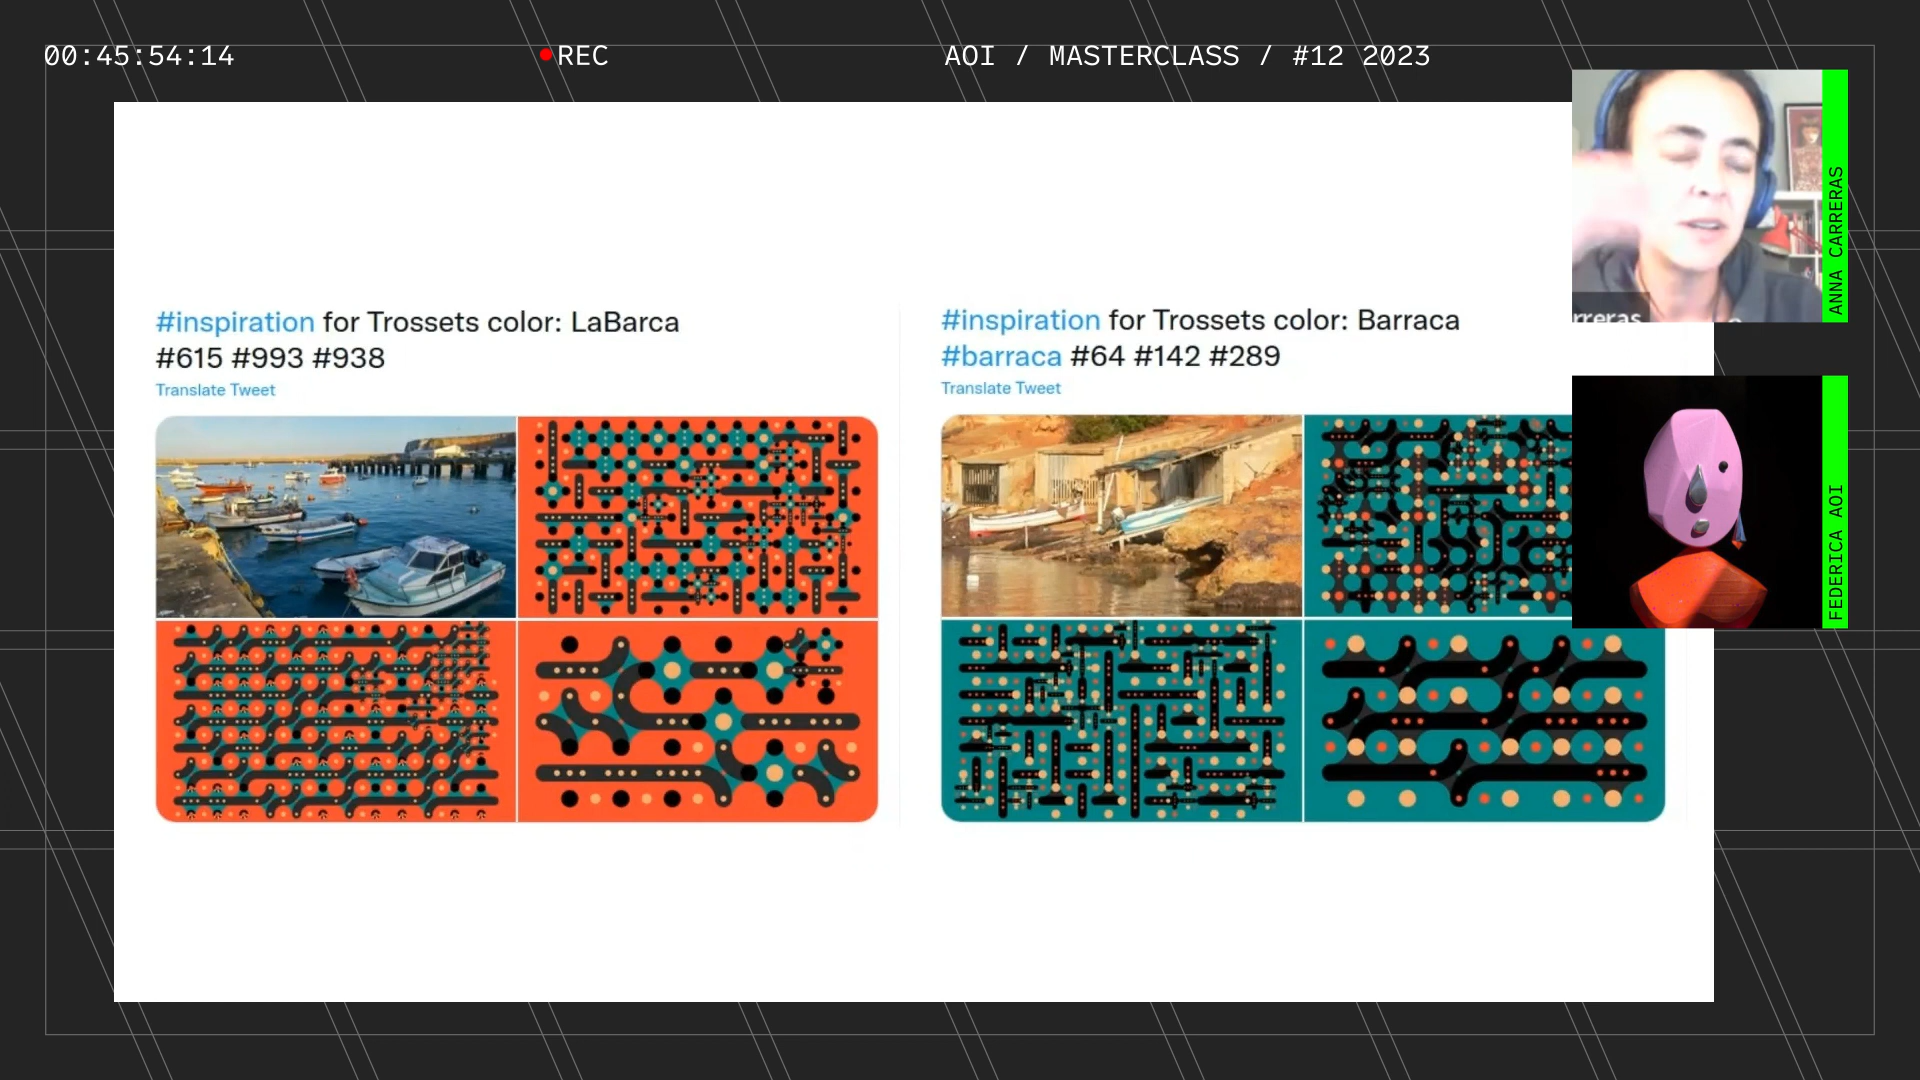 00:45:54:14
REC
AOI / MASTERCLASS / #12 2023
#inspiration for Trossets color: LaBarca
#615 #993 #938
Translate Tweet
#inspiration for Trossets color: Barraca
#barraca #64 #142 #289
Translate Tweet
ANNA CARRERAS
rreras
FEDERICA AOI